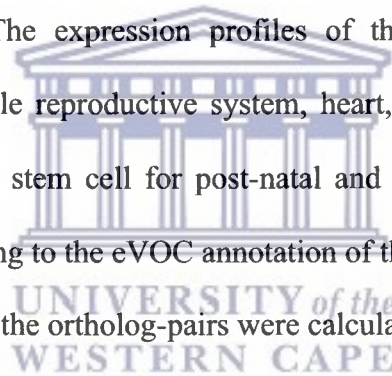 The expression profiles of th
le reproductive system, heart,
stem cell for post-natal and
ng to the eVOC annotation of th
UNIVERSITY of the
the ortholog-pairs were calcula
WESTERN CAPE